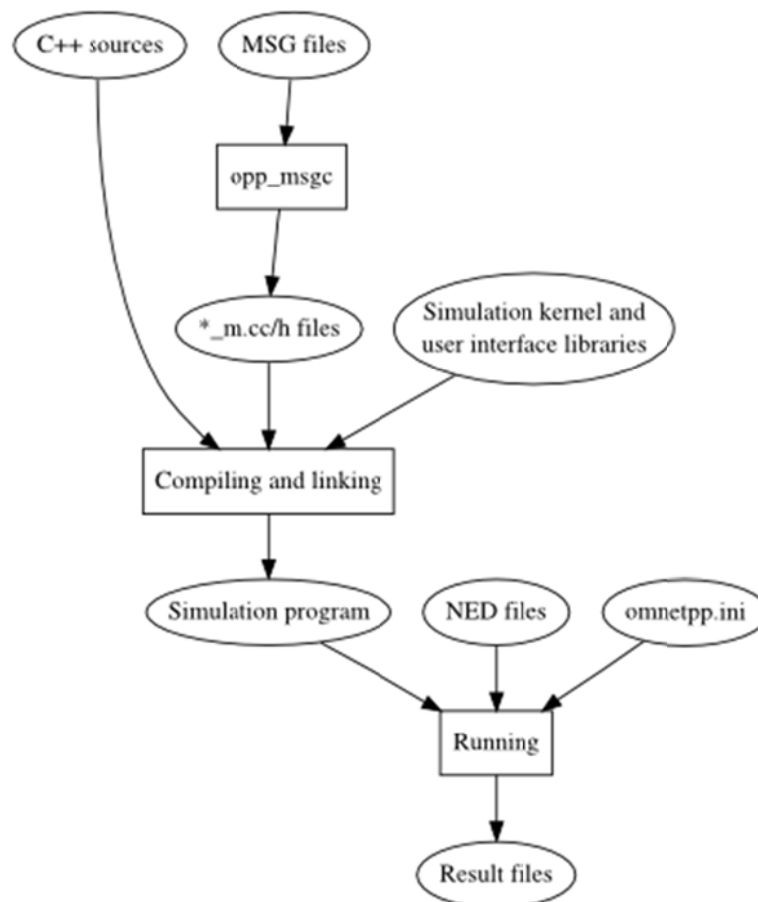 C++ sources
MSG files
opp_msgc
*_m.cc/h files
Simulation kernel and
user interface libraries
Compiling and linking
Simulation program
NED files
omnetpp.ini
Running
Result files